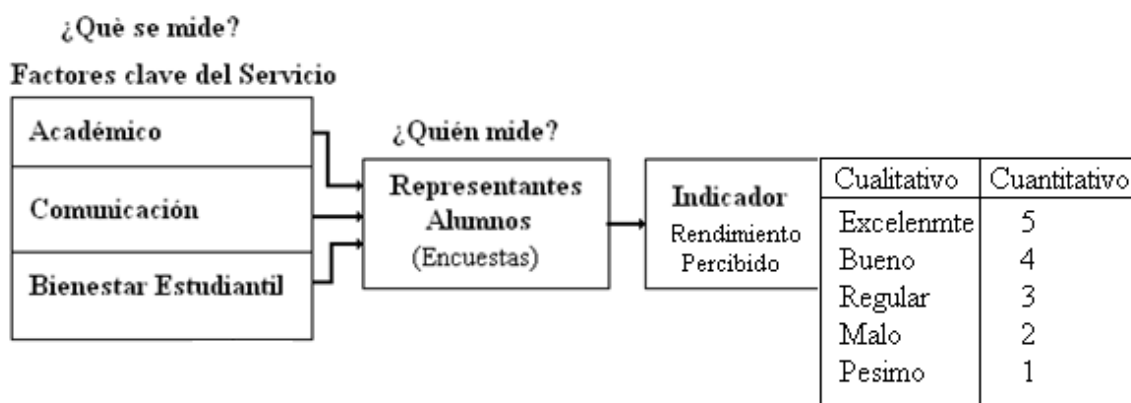 ¿Què se mide?
Factores clave del Servicio
Académico
Comunicación
Bienestar Estudiantil
¿Quién mide?
Representantes
Alumnos
(Encuestas)
Indicador
Rendimiento
Percibido
Cualitativo Cuantitativo
Excelenmte 5
Bueno 4
Regular 3
Malo 2
Pesimo 1